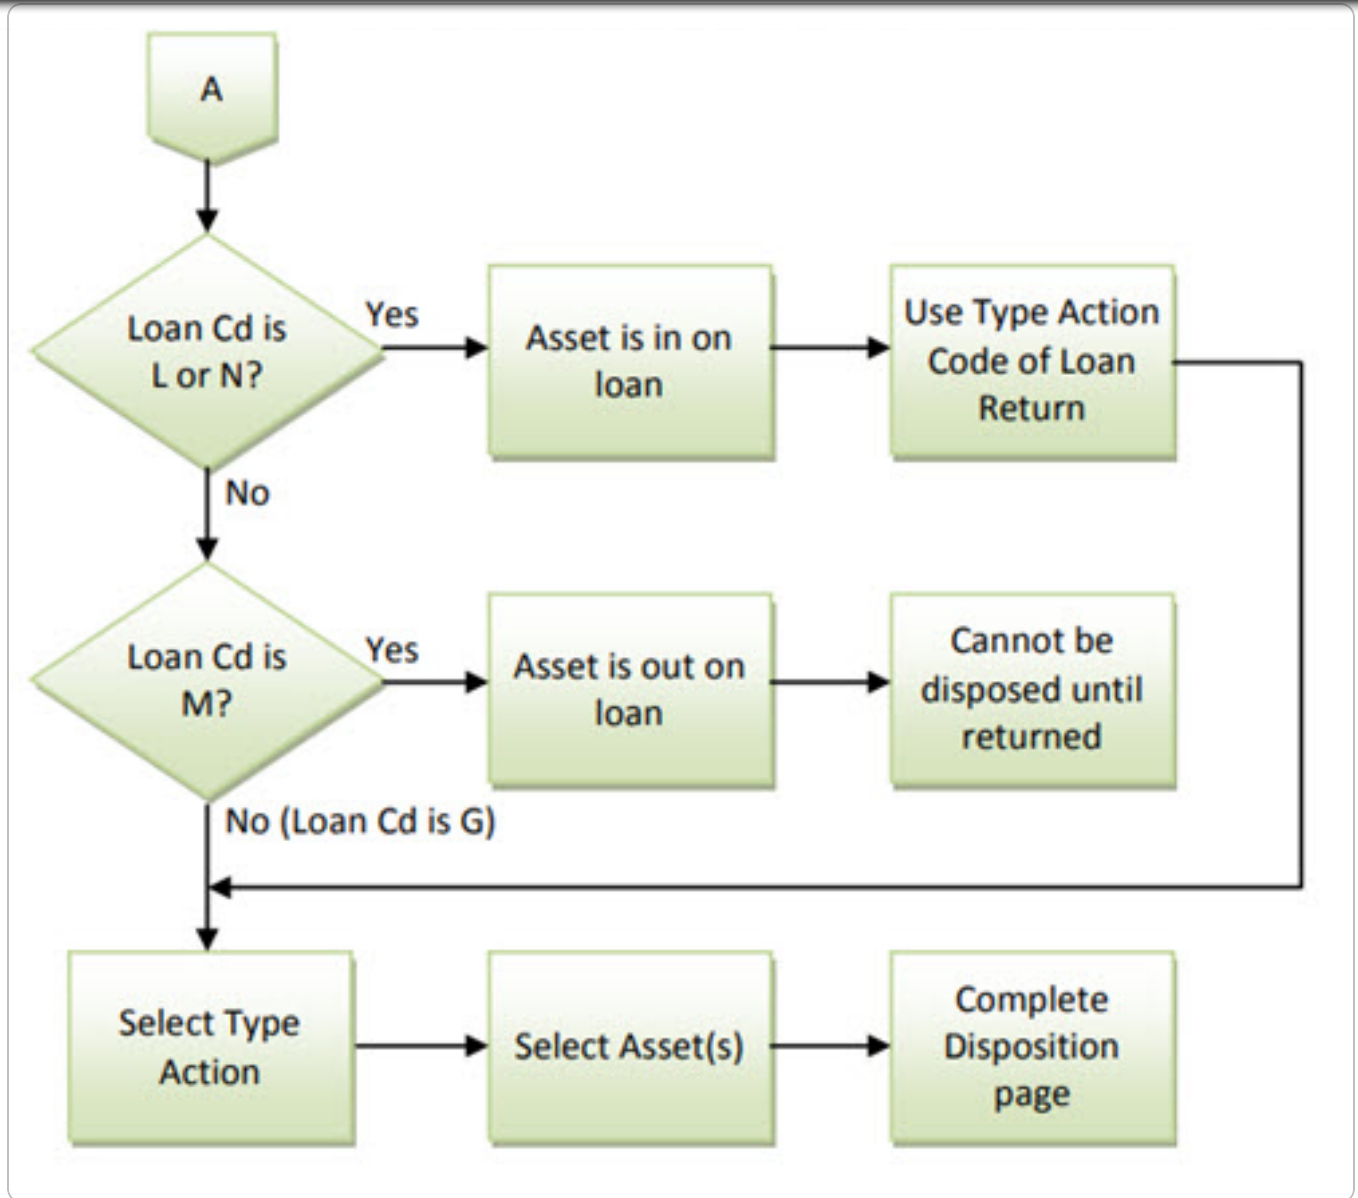 A
Loan Cd is
L or N?
Yes
Asset is in on
loan
Use Type Action
Code of Loan
Return
No
Loan Cd is
M?
Yes
Asset is out on
loan
Cannot be
disposed until
returned
No (Loan Cd is G)
Select Type
Action
Select Asset(s)
Complete
Disposition
page